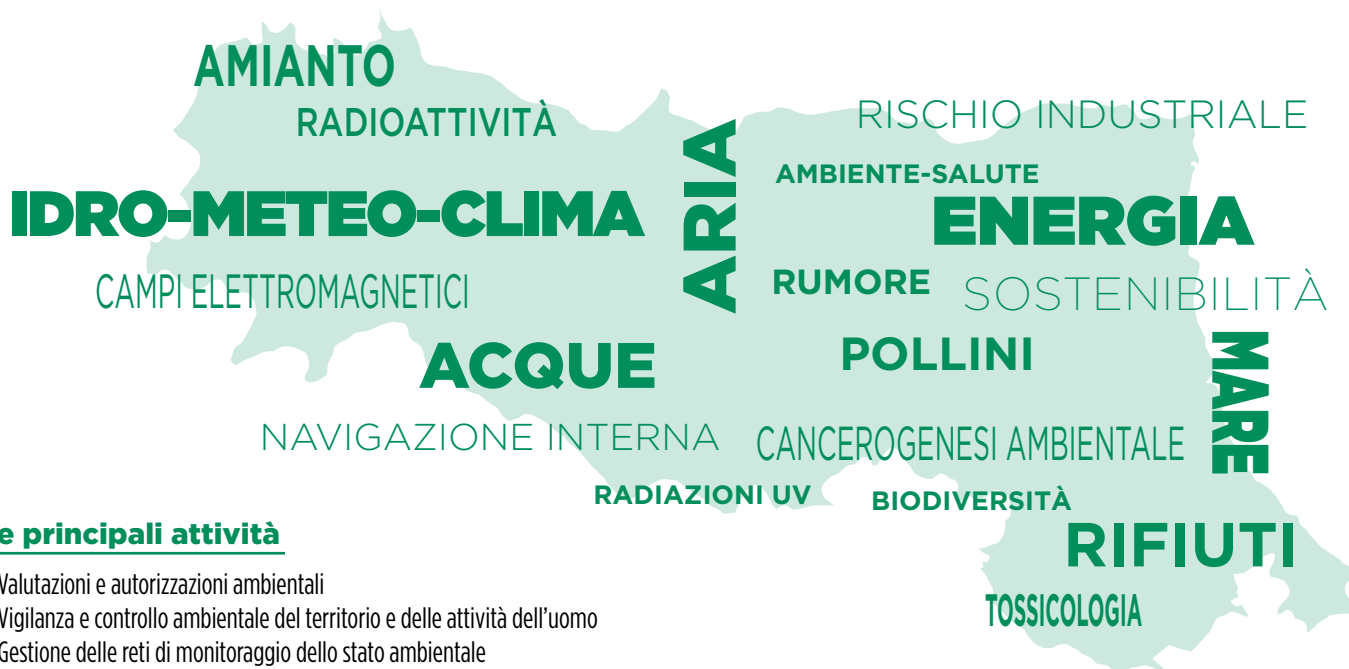 AMIANTO
RADIOATTIVITÀ
RISCHIO INDUSTRIALE
ARIA
AMBIENTE-SALUTE
IDRO-METEO-CLIMA
ENERGIA
CAMPI ELETTROMAGNETICI
RUMORE
SOSTENIBILITÀ
ACQUE
POLLINI
MARE
NAVIGAZIONE INTERNA
CANCEROGENESI AMBIENTALE
RADIAZIONI UV
BIODIVERSITÀ
RIFIUTI
TOSSICOLOGIA
e principali attività
Valutazioni e autorizzazioni ambientali
Vigilanza e controllo ambientale del territorio e delle attività dell'uomo
Gestione delle reti di monitoraggio dello stato ambientale